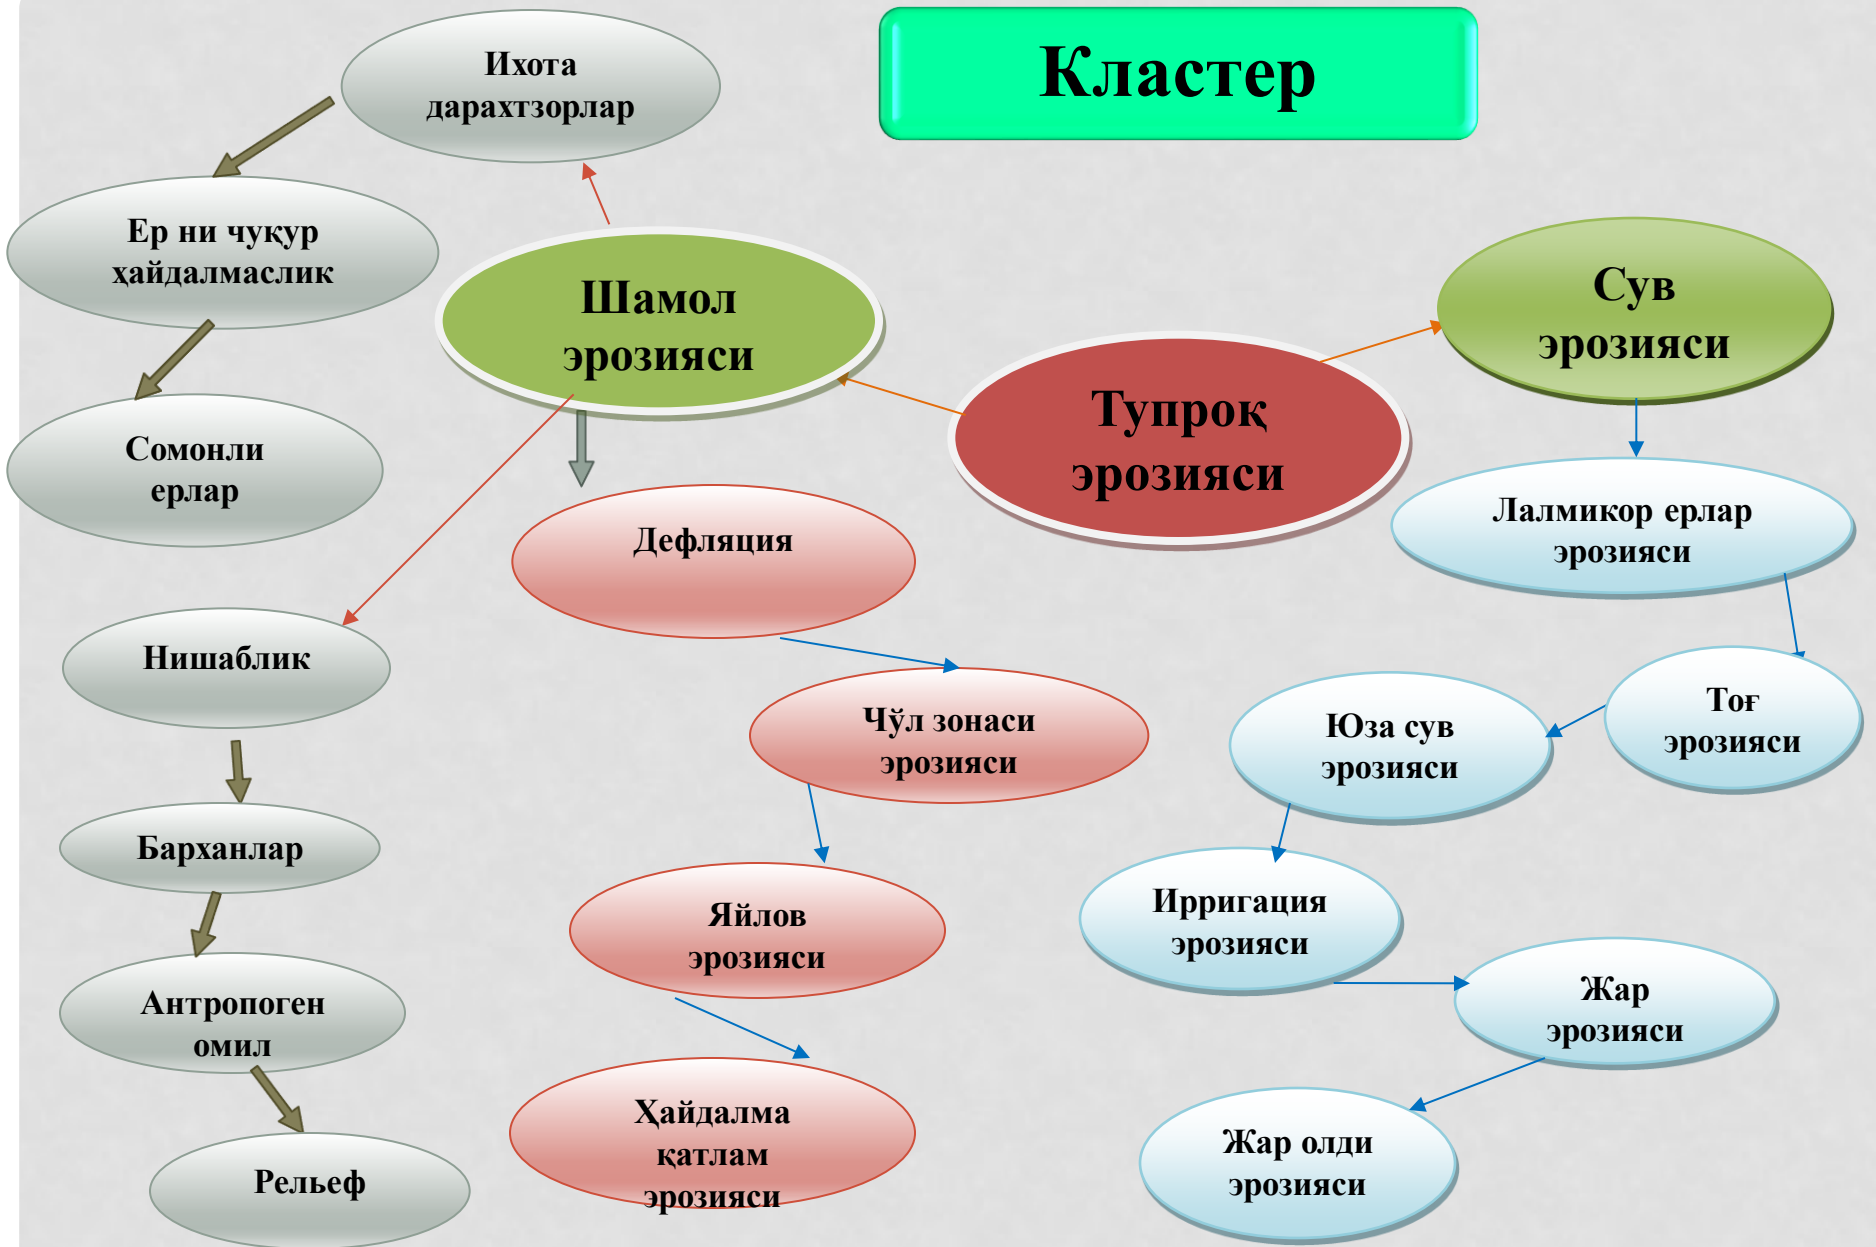 Кластер
Ихота
дарахтзорлар
Ер ни чуқур
ҳайдалмаслик
Сомонли
ерлар
Шамол
эрозияси
Тупроқ
эрозияси
Сув
эрозияси
Лалмикор ерлар
эрозияси
Дефляция
Нишаблик
Чўл зонаси
эрозияси
Юза сув
эрозияси
Тоғ
эрозияси
Барханлар
Яйлов
эрозияси
Ирригация
эрозияси
Жар
эрозияси
Антропоген
омил
Ҳайдалма
қатлам
эрозияси
Жар олди
эрозияси
Рельеф